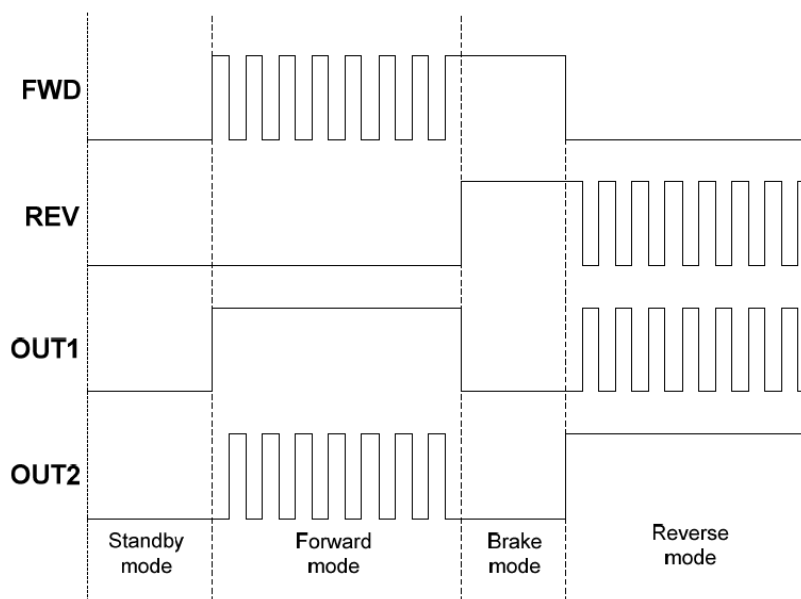 FWD
REV
OUT1
OUT2
Standby
mode
Forward
mode
Brake
mode
Reverse
mode